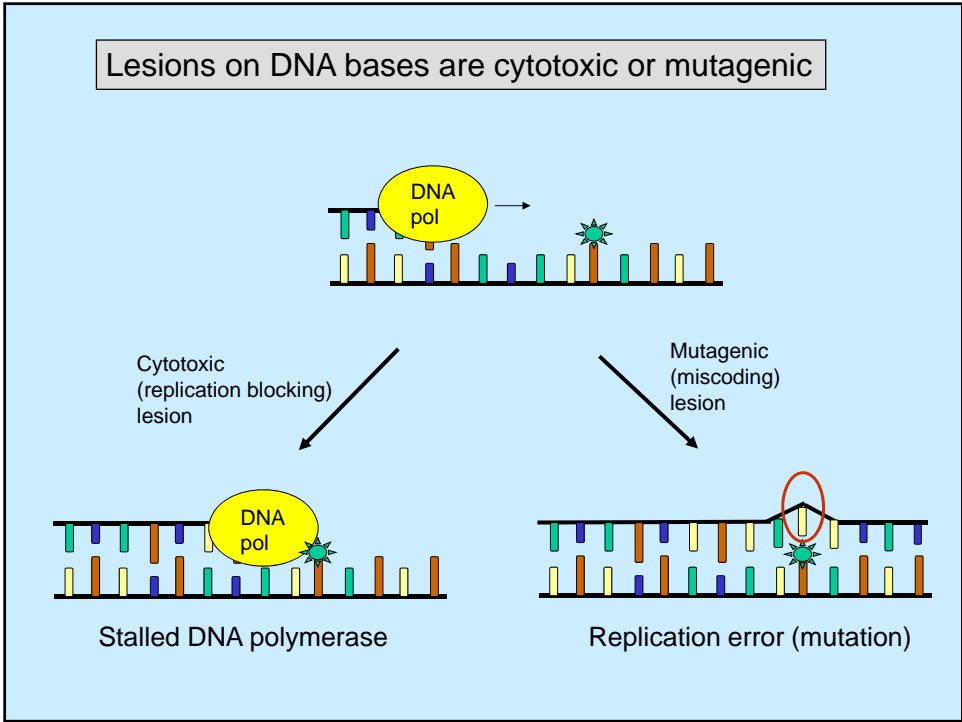 Lesions on DNA bases are cytotoxic or mutagenic
DNA
pol
Cytotoxic
(replication blocking)
lesion
Mutagenic
(miscoding)
lesion
DNA
pol
Stalled DNA polymerase
Replication error (mutation)